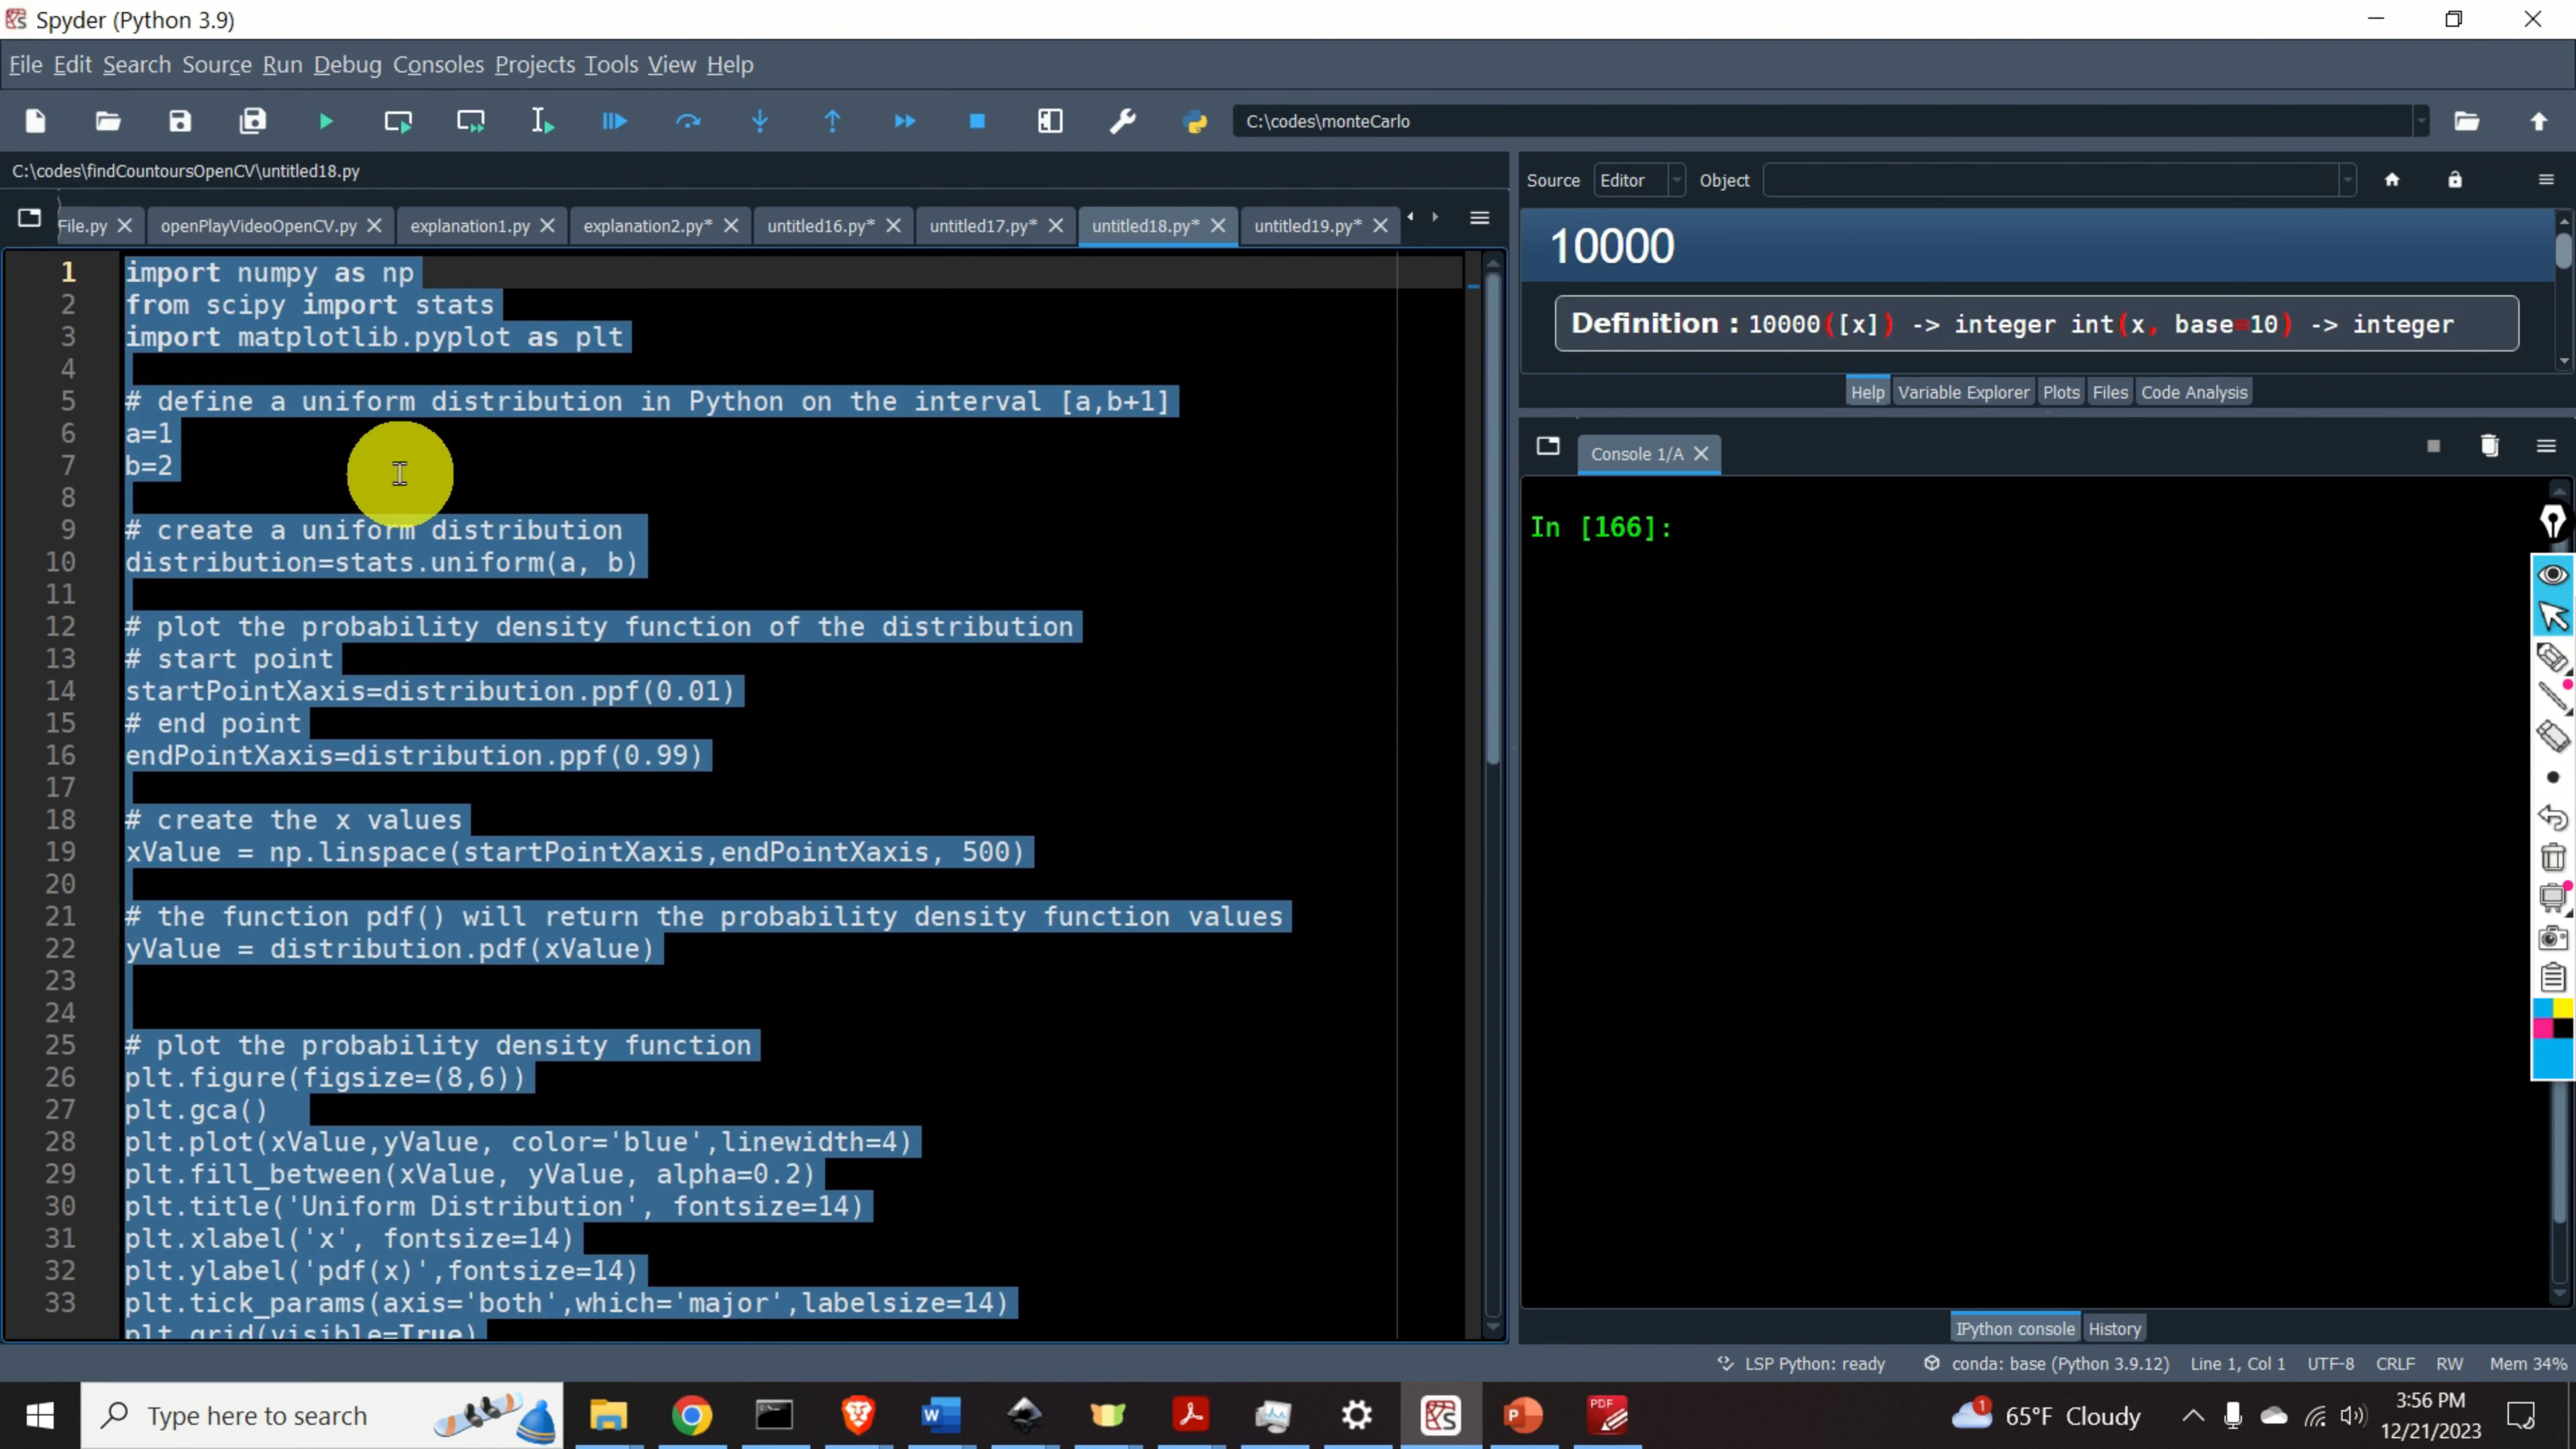 Spyder (Python 3.9)
File Edit Search Source Run Debug Consoles Projects Tools View Help
C:\codes\monteCarlo
C:\codes\findCountoursOpenCV\untitled18.py
File.py openPlayVideoOpenCV.py explanation1.py explanation2.py* untitled16.py* untitled17.py* untitled18.py* untitled19.py*
1 import numpy as np
2 from scipy import stats
3 import matplotlib.pyplot as plt
4
5 # define a uniform distribution in Python on the interval [a,b+1]
6 a=1
7 b=2
8
9 # create a uniform distribution
10 distribution=stats.uniform(a, b)
11
12 # plot the probability density function of the distribution
13 # start point
14 startPointXaxis=distribution.ppf(0.01)
15 # end point
16 endPointXaxis=distribution.ppf(0.99)
17
18 # create the x values
19 xValue = np.linspace(startPointXaxis,endPointXaxis, 500)
20
21 # the function pdf() will return the probability density function values
22 yValue = distribution.pdf(xValue)
23
24
25 # plot the probability density function
26 plt.figure(figsize=(8,6))
27 plt.gca()
28 plt.plot(xValue,yValue, color='blue',linewidth=4)
29 plt.fill_between(xValue, yValue, alpha=0.2)
30 plt.title('Uniform Distribution', fontsize=14)
31 plt.xlabel('x', fontsize=14)
32 plt.ylabel('pdf(x)',fontsize=14)
33 plt.tick_params(axis='both',which='major',labelsize=14)
plt.grid(visible=True)
Source Editor Object
10000
Definition : 10000([x]) -> integer int(x, base=10) -> integer
Help Variable Explorer Plots Files Code Analysis
Console 1/A
In [166]:
IPython console History
LSP Python: ready conda: base (Python 3.9.12) Line 1, Col 1 UTF-8 CRLF RW Mem 34%
Type here to search
1 65°F Cloudy
3:56 PM
12/21/2023
PDF